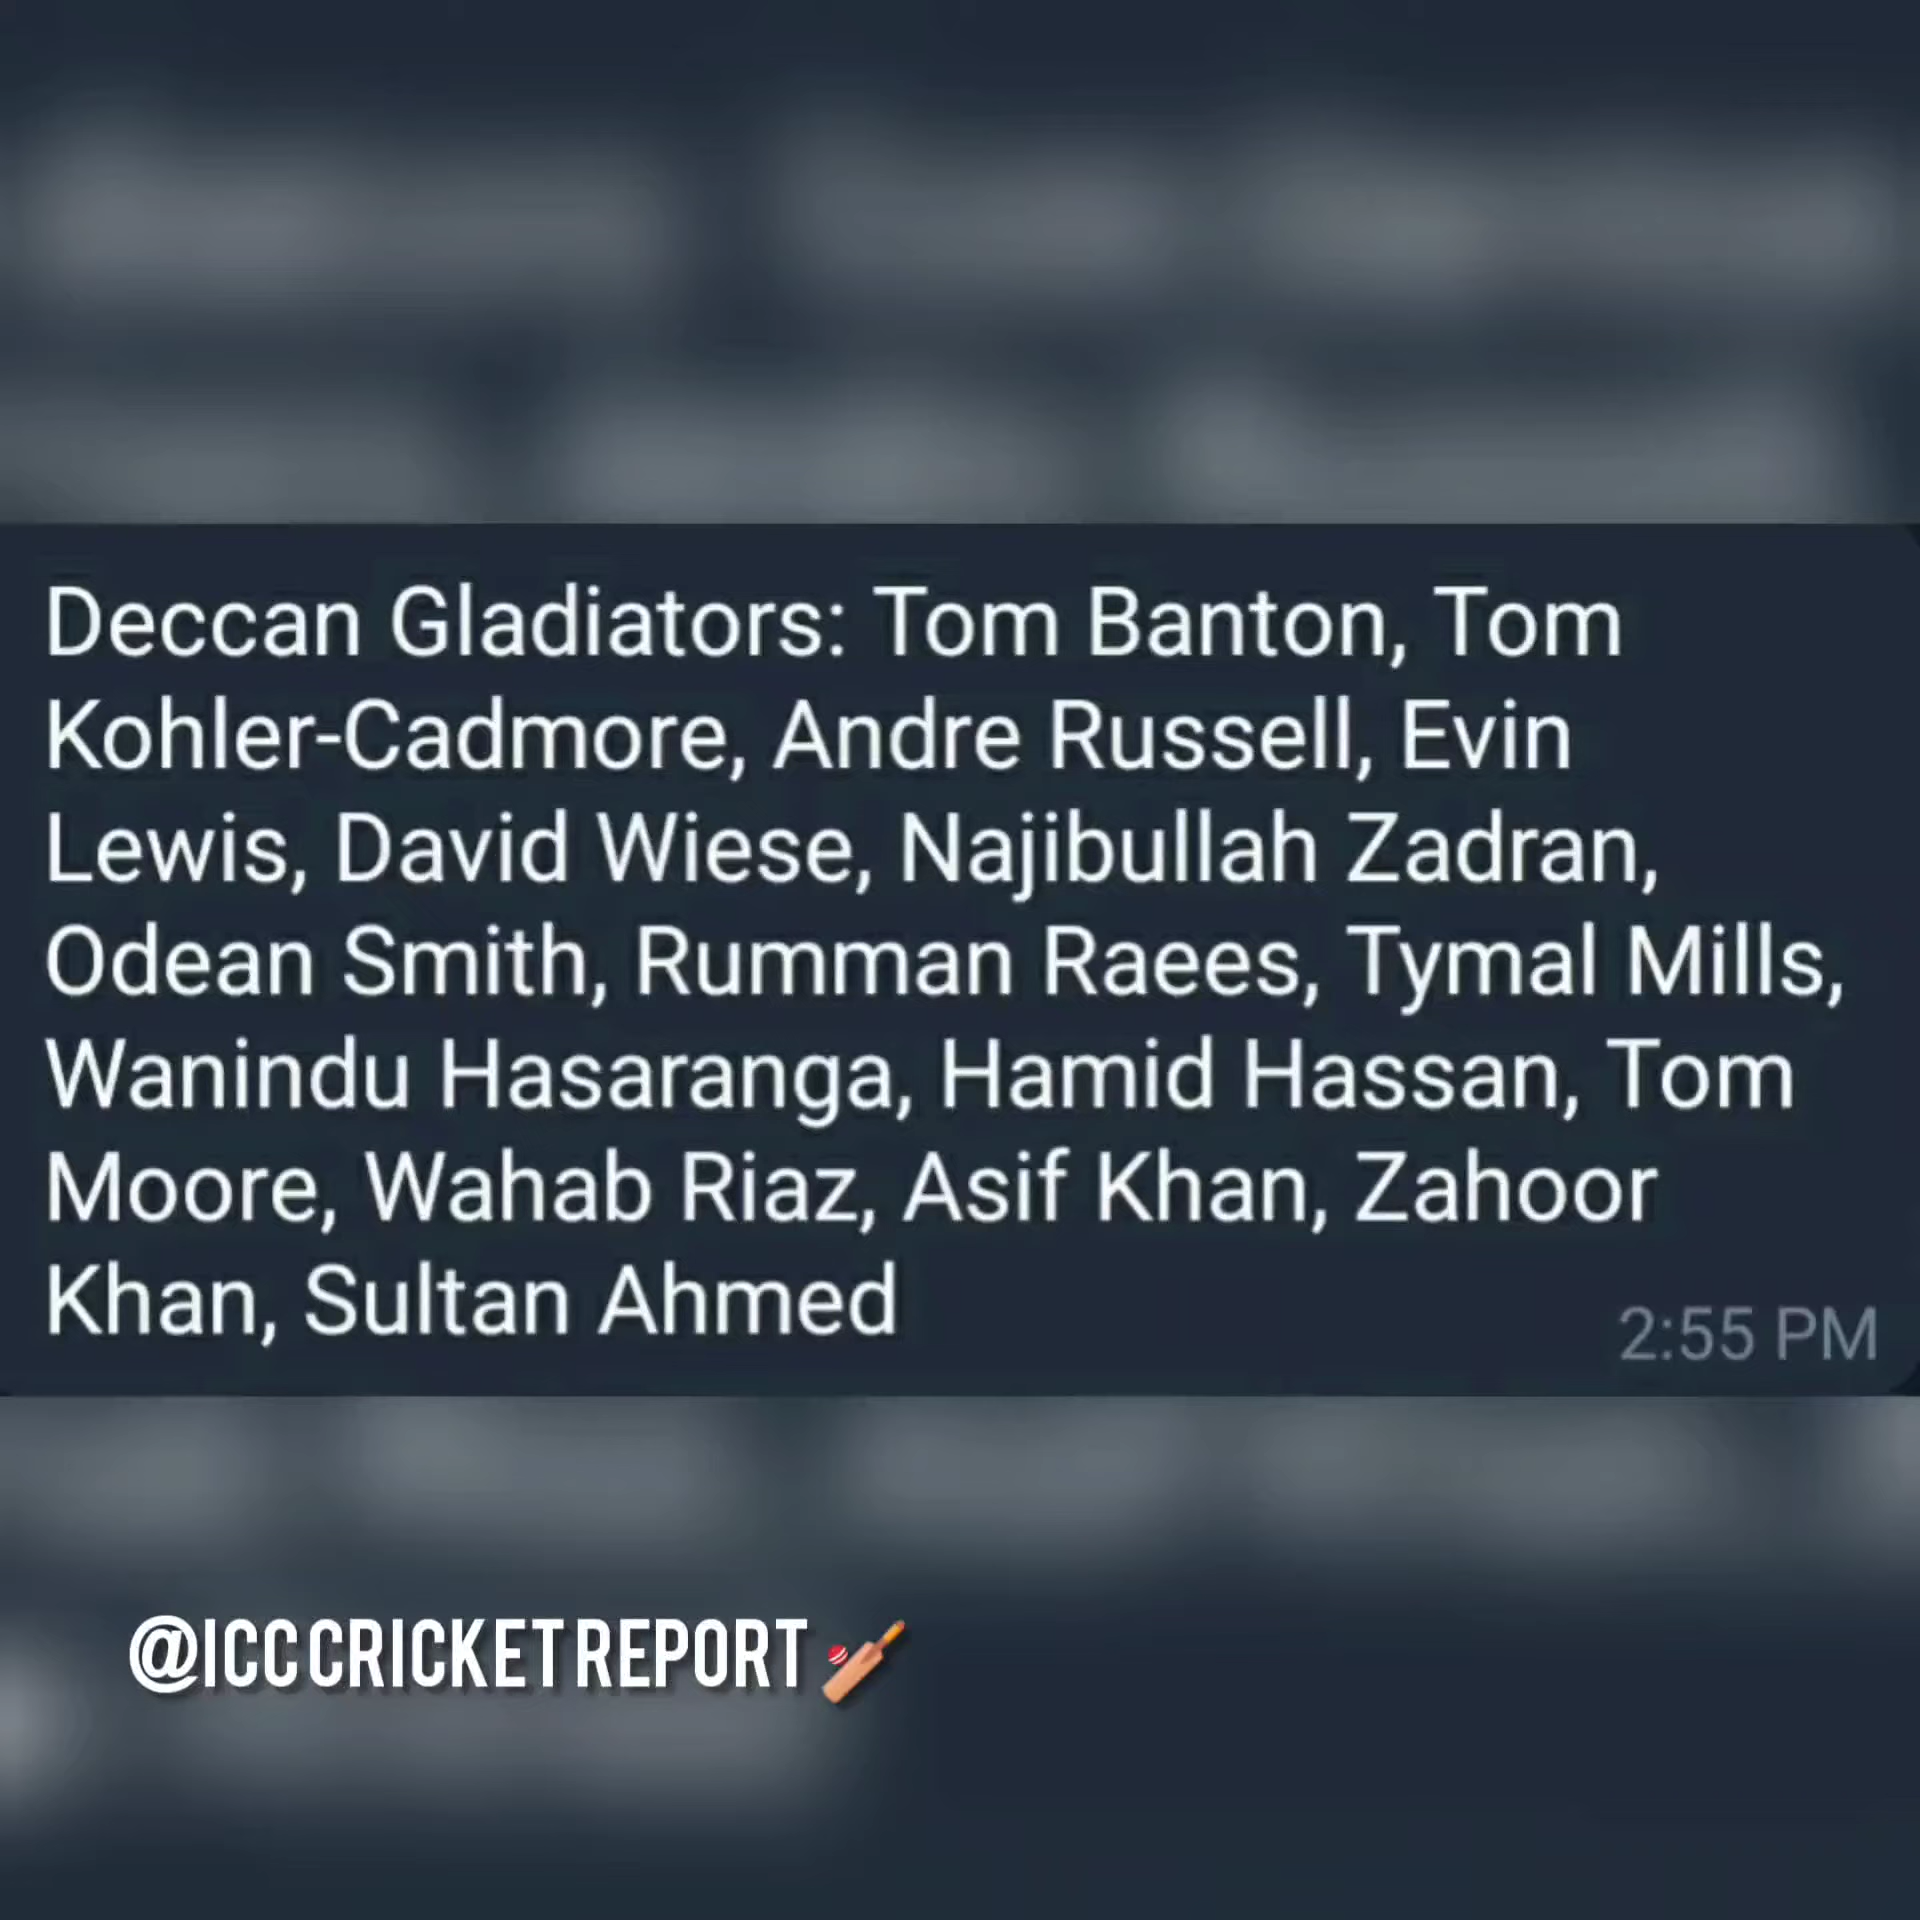 Deccan Gladiators: Tom Banton, Tom
Kohler-Cadmore, Andre Russell, Evin
Lewis, David Wiese, Najibullah Zadran,
Odean Smith, Rumman Raees, Tymal Mills,
Wanindu Hasaranga, Hamid Hassan, Tom
Moore, Wahab Riaz, Asif Khan, Zahoor
Khan, Sultan Ahmed
2:55 PM
@ICC CRICKET REPORT